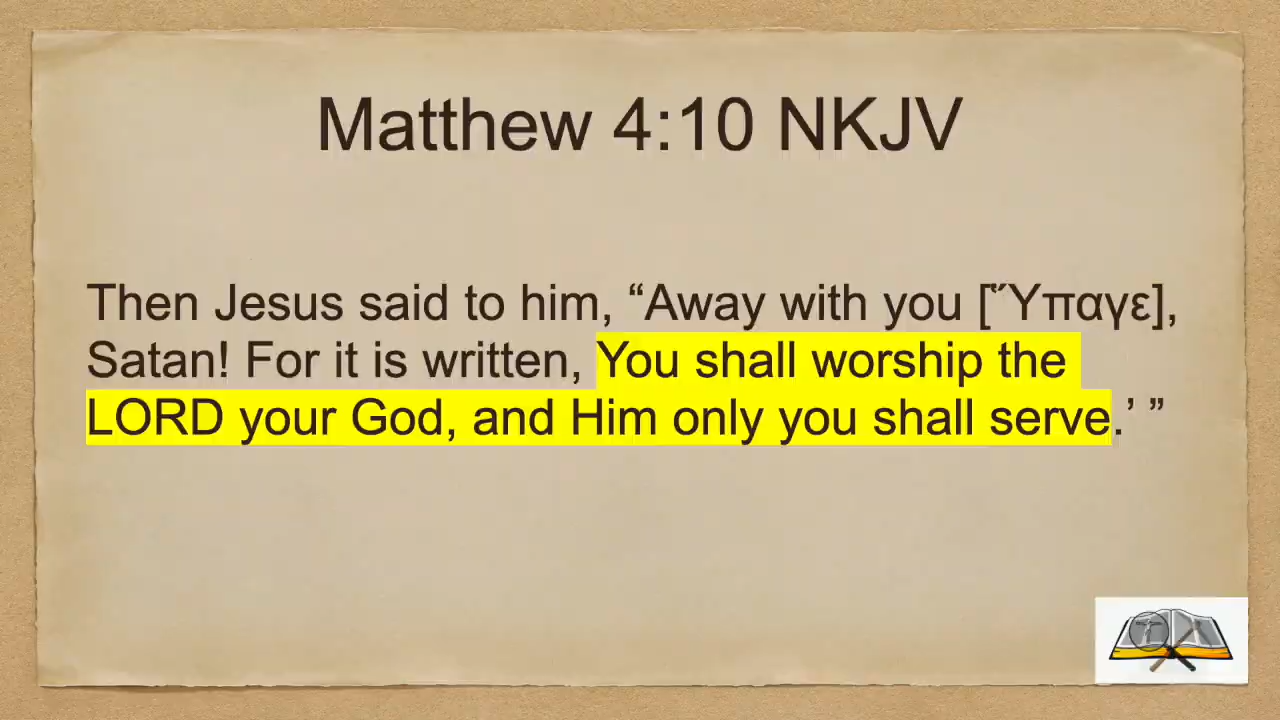 Matthew 4:10 NKJV
Then Jesus said to him, “Away with you [Ὕπαγε],
Satan! For it is written, You shall worship the
LORD your God, and Him only you shall serve.’ ”